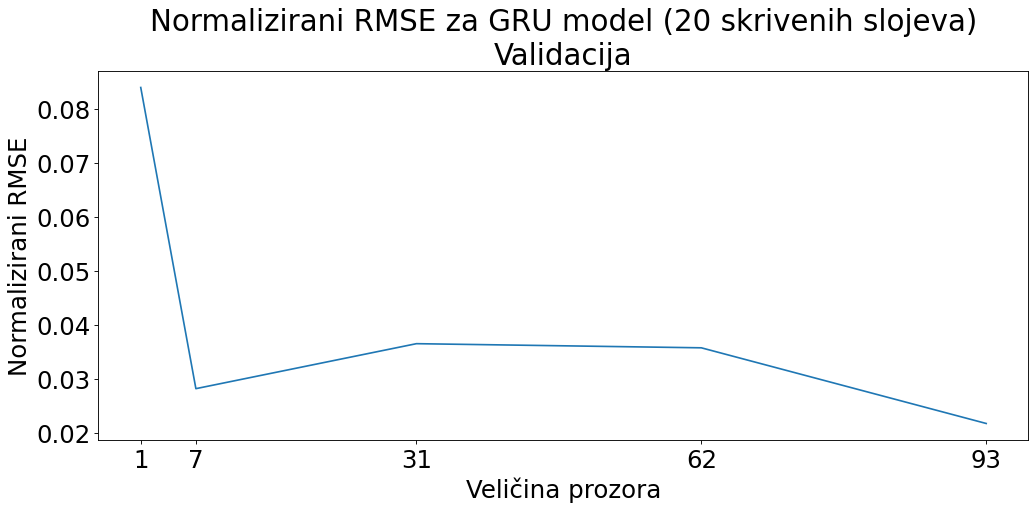 Normalizirani RMSE za GRU model (20 skrivenih slojeva)
Validacija
Normalizirani RMSE
0.08
0.07
0.06
0.05
0.04
0.03
0.02
1 7 31 62 93
Veličina prozora